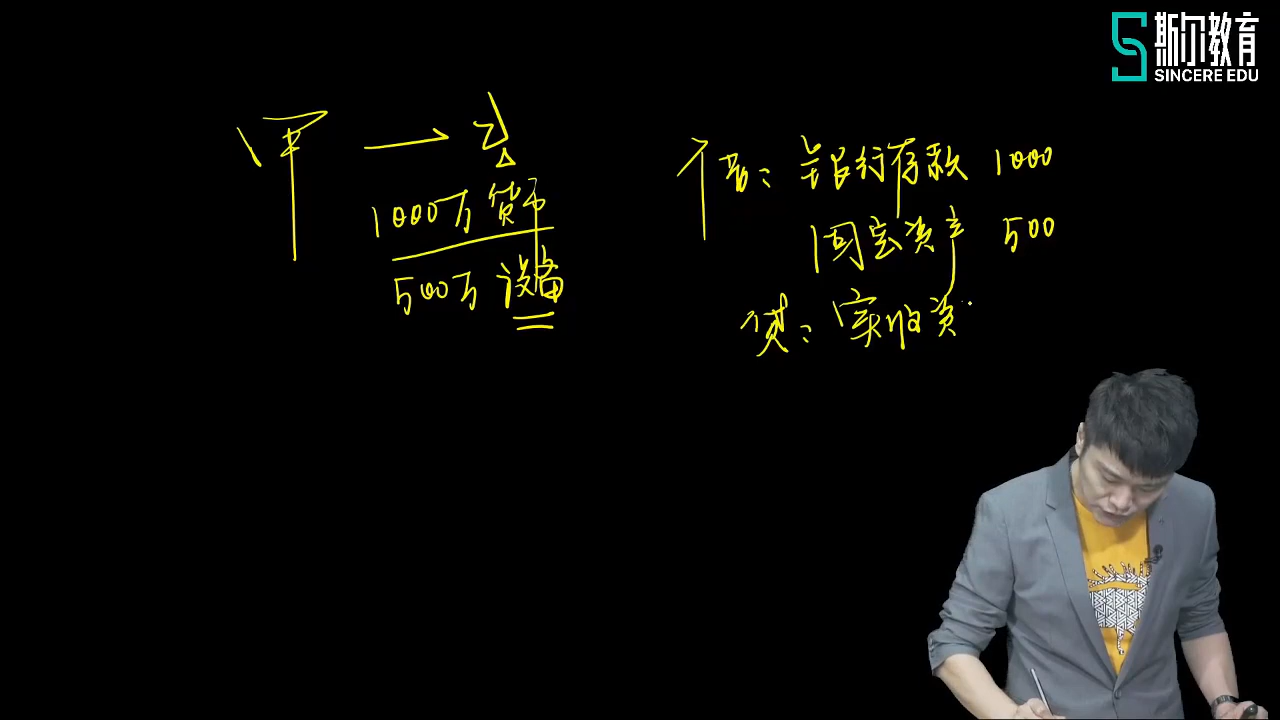 斯尔教育
SINCERE EDU
甲 → 乙
1000万 货币
500万 设备
借: 银行存款 1000
固定资产 500
贷: 实收资